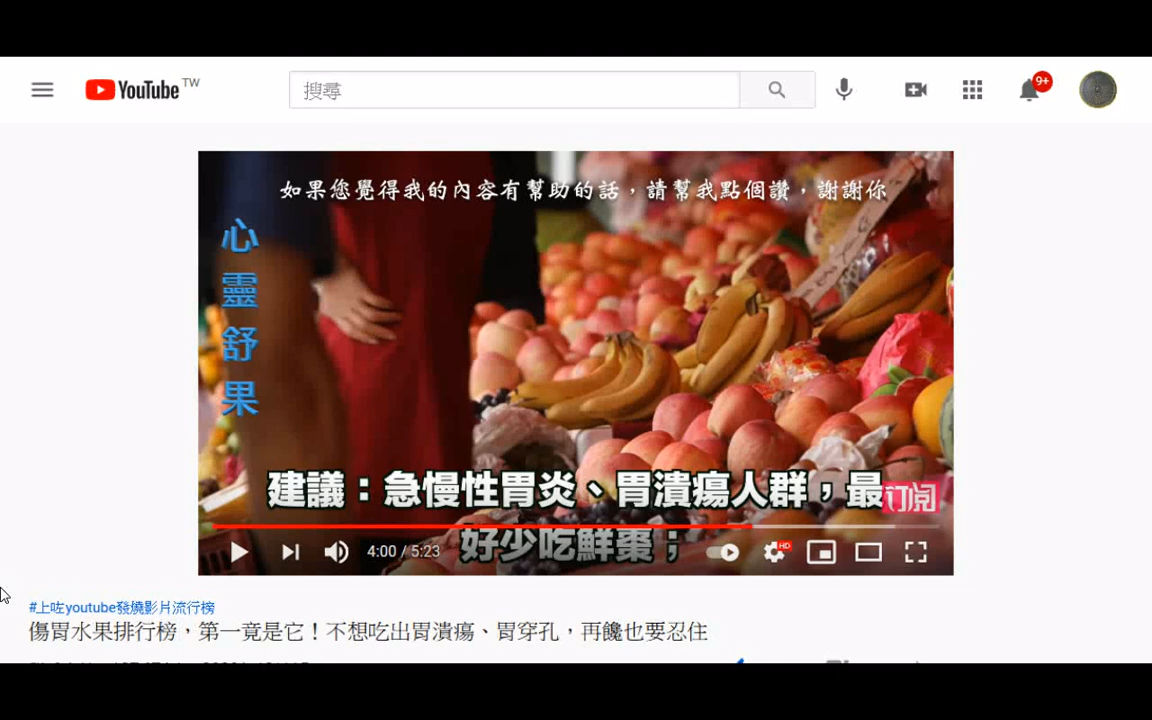 YouTube TW
搜尋
9+
如果您覺得我的內容有幫助的話，請幫我點個讚，謝謝你
心靈舒果
建議：急慢性胃炎、胃潰瘍人群，最
订阅
好少吃鮮棗；
4:00 / 5:23
HD
#上咗youtube發燒影片流行榜
傷胃水果排行榜，第一竟是它！不想吃出胃潰瘍、胃穿孔，再饞也要忍住